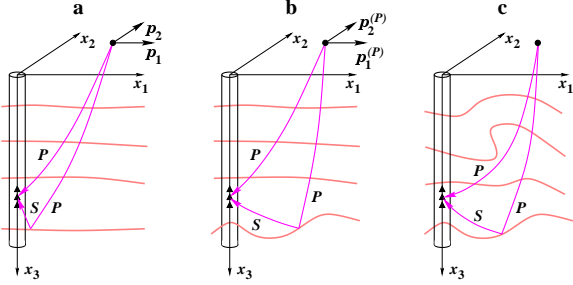 a b c
x₂ p₂ x₂ p₂⁽ᴾ⁾ x₂
p₁ p₁⁽ᴾ⁾
x₁ x₁ x₁
P P P
S P S P S P
x₃ x₃ x₃